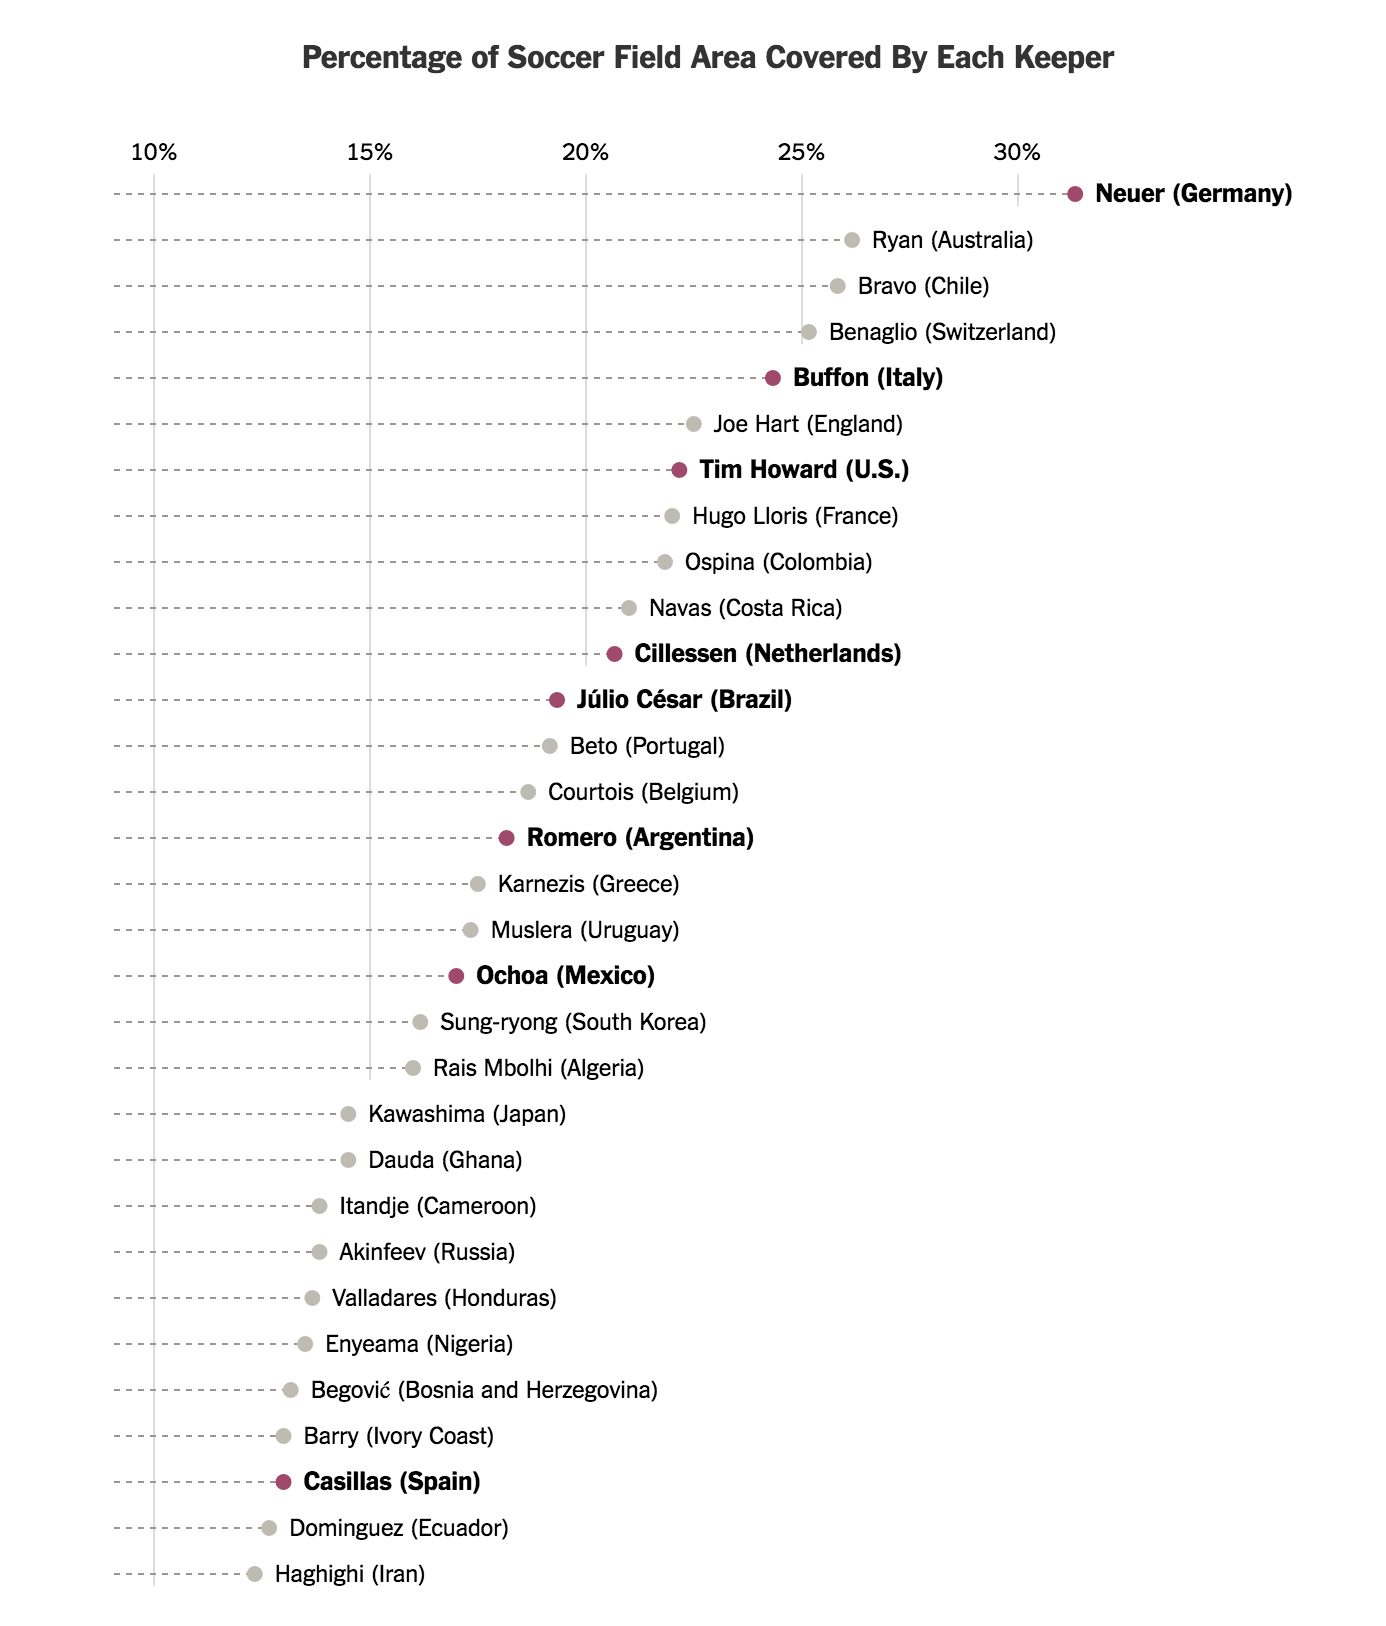 Percentage of Soccer Field Area Covered By Each Keeper
10% 15% 20% 25% 30%
Neuer (Germany)
Ryan (Australia)
Bravo (Chile)
Benaglio (Switzerland)
Buffon (Italy)
Joe Hart (England)
Tim Howard (U.S.)
Hugo Lloris (France)
Ospina (Colombia)
Navas (Costa Rica)
Cillessen (Netherlands)
Júlio César (Brazil)
Beto (Portugal)
Courtois (Belgium)
Romero (Argentina)
Karnezis (Greece)
Muslera (Uruguay)
Ochoa (Mexico)
Sung-ryong (South Korea)
Rais Mbolhi (Algeria)
Kawashima (Japan)
Dauda (Ghana)
Itandje (Cameroon)
Akinfeev (Russia)
Valladares (Honduras)
Enyeama (Nigeria)
Begović (Bosnia and Herzegovina)
Barry (Ivory Coast)
Casillas (Spain)
Dominguez (Ecuador)
Haghighi (Iran)